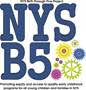 NYS Birth through Five Project
NYS
B5
Promoting equity and access to quality early childhood
programs for all young children and families in NYS